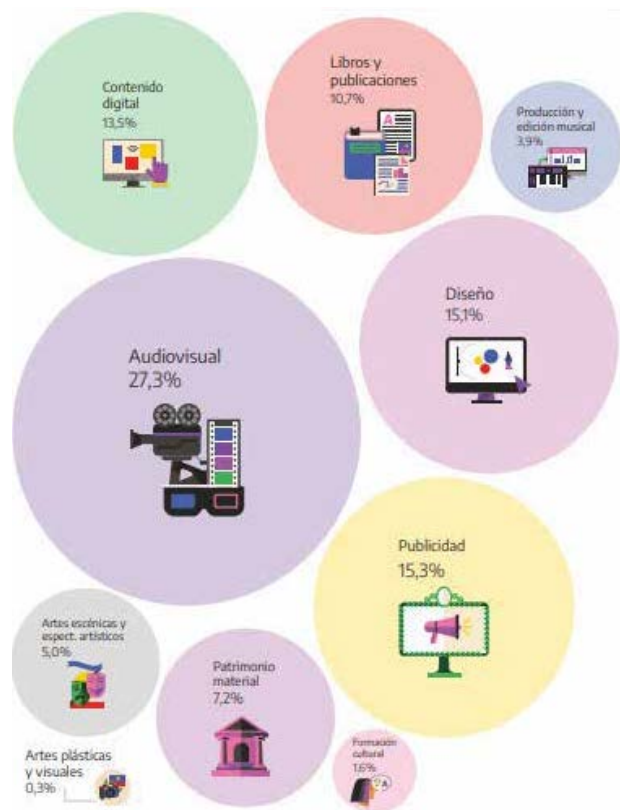 Contenido
digital
13,5%
Libros y
publicaciones
10,7%
A
Producción y
edición musical
3,9%
Diseño
15,1%
Audiovisual
27,3%
Publicidad
15,3%
Artes escénicas y
espect. artísticos
5,0%
Patrimonio
material
7,2%
Artes plásticas
y visuales
0,3%
Formación
cultural
1,6%
A